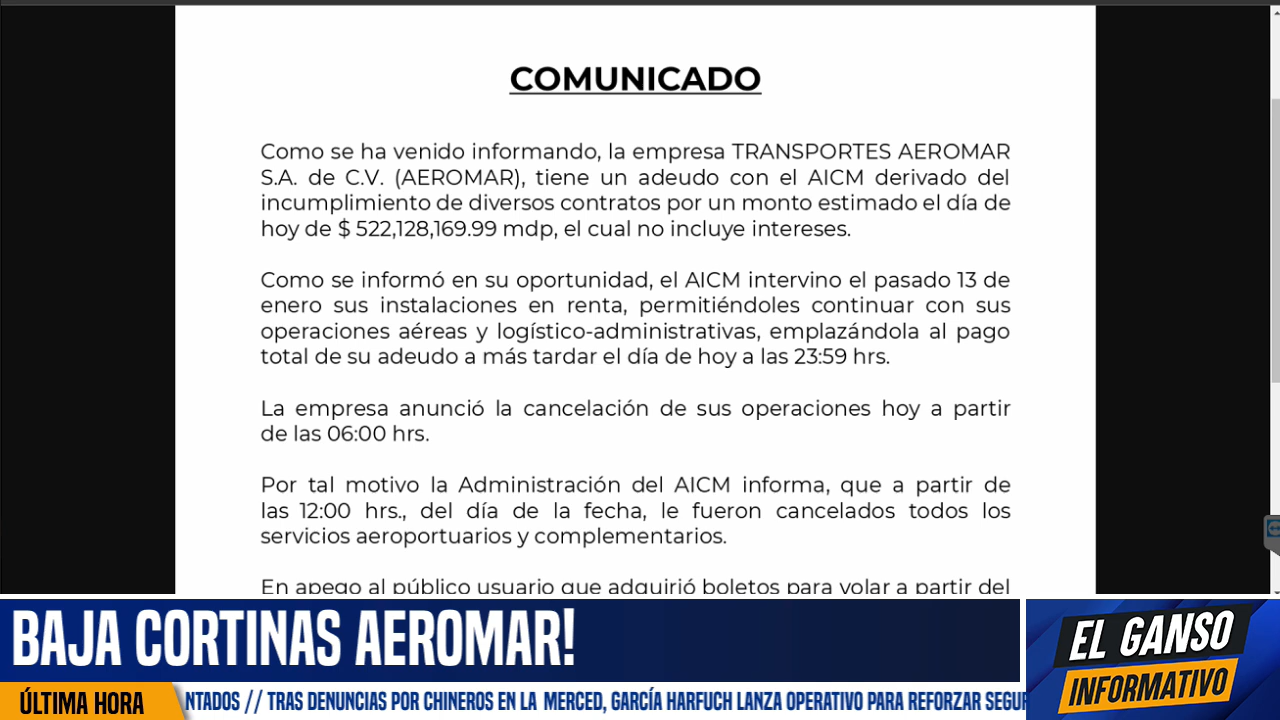 COMUNICADO
Como se ha venido informando, la empresa TRANSPORTES AEROMAR
S.A. de C.V. (AEROMAR), tiene un adeudo con el AICM derivado del
incumplimiento de diversos contratos por un monto estimado el día de
hoy de $ 522,128,169.99 mdp, el cual no incluye intereses.
Como se informó en su oportunidad, el AICM intervino el pasado 13 de
enero sus instalaciones en renta, permitiéndoles continuar con sus
operaciones aéreas y logístico-administrativas, emplazándola al pago
total de su adeudo a más tardar el día de hoy a las 23:59 hrs.
La empresa anunció la cancelación de sus operaciones hoy a partir
de las 06:00 hrs.
Por tal motivo la Administración del AICM informa, que a partir de
las 12:00 hrs., del día de la fecha, le fueron cancelados todos los
servicios aeroportuarios y complementarios.
En apego al público usuario que adquirió boletos para volar a partir del
BAJA CORTINAS AEROMAR!
EL GANSO
INFORMATIVO
ÚLTIMA HORA
NTADOS // TRAS DENUNCIAS POR CHINEROS EN LA MERCED, GARCÍA HARFUCH LANZA OPERATIVO PARA REFORZAR SEGUR